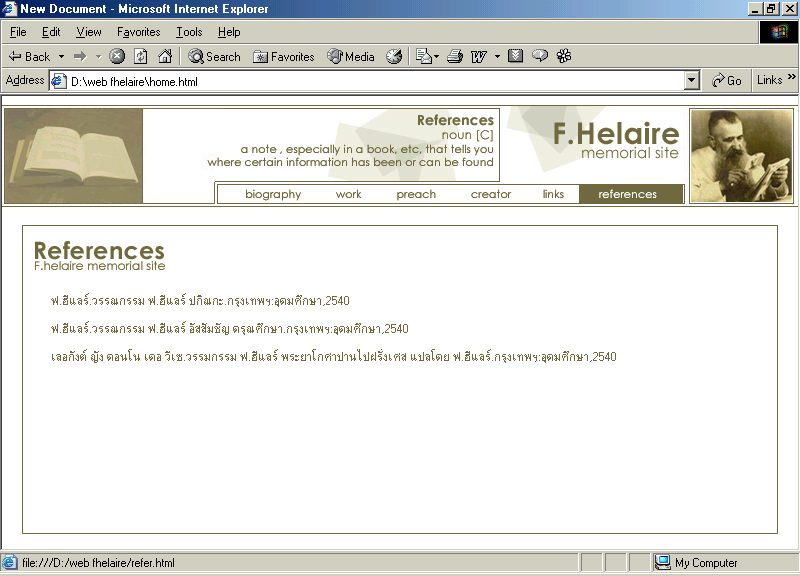 New Document - Microsoft Internet Explorer
File Edit View Favorites Tools Help
Back Search Favorites Media
Address D:\web fhelaire\home.html Go Links »
References
noun [C]
a note , especially in a book, etc, that tells you
where certain information has been or can be found
F.Helaire
memorial site
biography work preach creator links references
References
F.helaire memorial site
ฟ.ฮีแลร์.วรรณกรรม ฟ.ฮีแลร์ ปกิณกะ.กรุงเทพฯ:อุดมศึกษา,2540
ฟ.ฮีแลร์.วรรณกรรม ฟ.ฮีแลร์ อัสสัมชัญ ดรุณศึกษา.กรุงเทพฯ:อุดมศึกษา,2540
เลอกังต์ ญัง ดอนโน เดอ วีเซ.วรรมกรรม ฟ.ฮีแลร์ พระยาโกศาปานไปฝรั่งเศส แปลโดย ฟ.ฮีแลร์.กรุงเทพฯ:อุดมศึกษา,2540
file:///D:/web fhelaire/refer.html My Computer